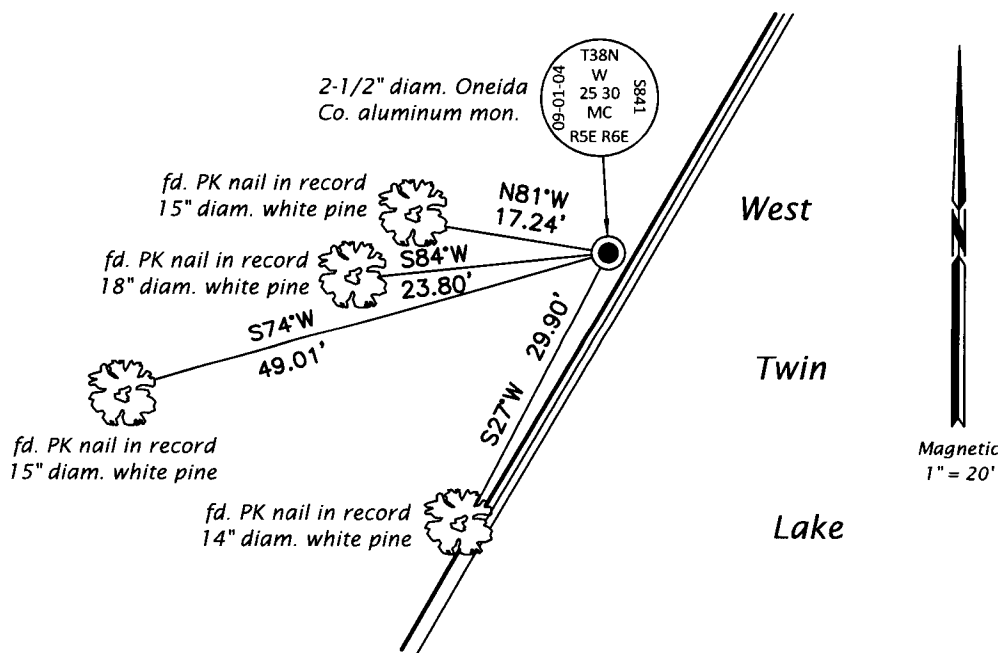 2-1/2" diam. Oneida
Co. aluminum mon.
T38N
W
25 30
MC
R5E R6E
09-01-04
S841
fd. PK nail in record
15" diam. white pine
N81°W
17.24'
fd. PK nail in record
18" diam. white pine
S84°W
23.80'
S74°W
49.01'
fd. PK nail in record
15" diam. white pine
S27°W
29.90'
fd. PK nail in record
14" diam. white pine
West
Twin
Lake
N
Magnetic
1" = 20'